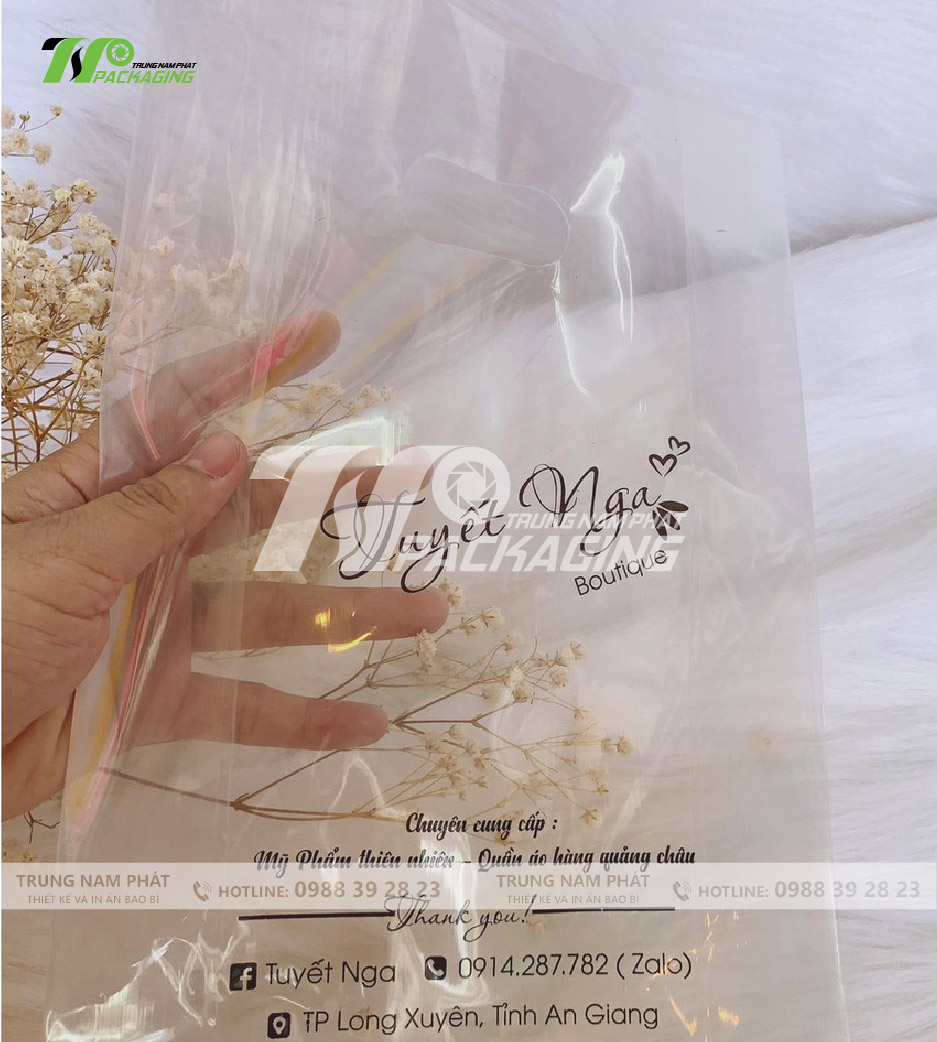 TRUNG NAM PHAT
PACKAGING
Tuyết Nga
TRUNG NAM PHAT
PACKAGING
Boutique
Chuyên cung cấp :
Mỹ Phẩm thiên nhiên - Quần áo hàng quảng châu
TRUNG NAM PHÁT HOTLINE: 0988 39 28 23 TRUNG NAM PHÁT HOTLINE: 0988 39 28 23
THIẾT KẾ VÀ IN ẤN BAO BÌ THIẾT KẾ VÀ IN ẤN BAO BÌ
Thank you!
Tuyết Nga 0914.287.782 ( Zalo)
TP Long Xuyên, Tỉnh An Giang